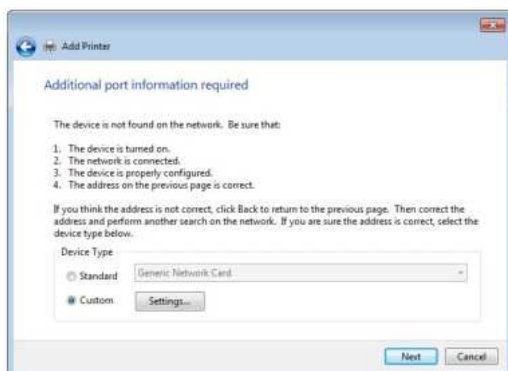 Add Printer
Additional port information required
The device is not found on the network. Be sure that:
1. The device is turned on.
2. The network is connected.
3. The device is properly configured.
4. The address on the previous page is correct.
If you think the address is not correct, click Back to return to the previous page. Then correct the
address and perform another search on the network. If you are sure the address is correct, select the
device type below.
Device Type
Standard Generic Network Card
Custom Settings...
Next Cancel